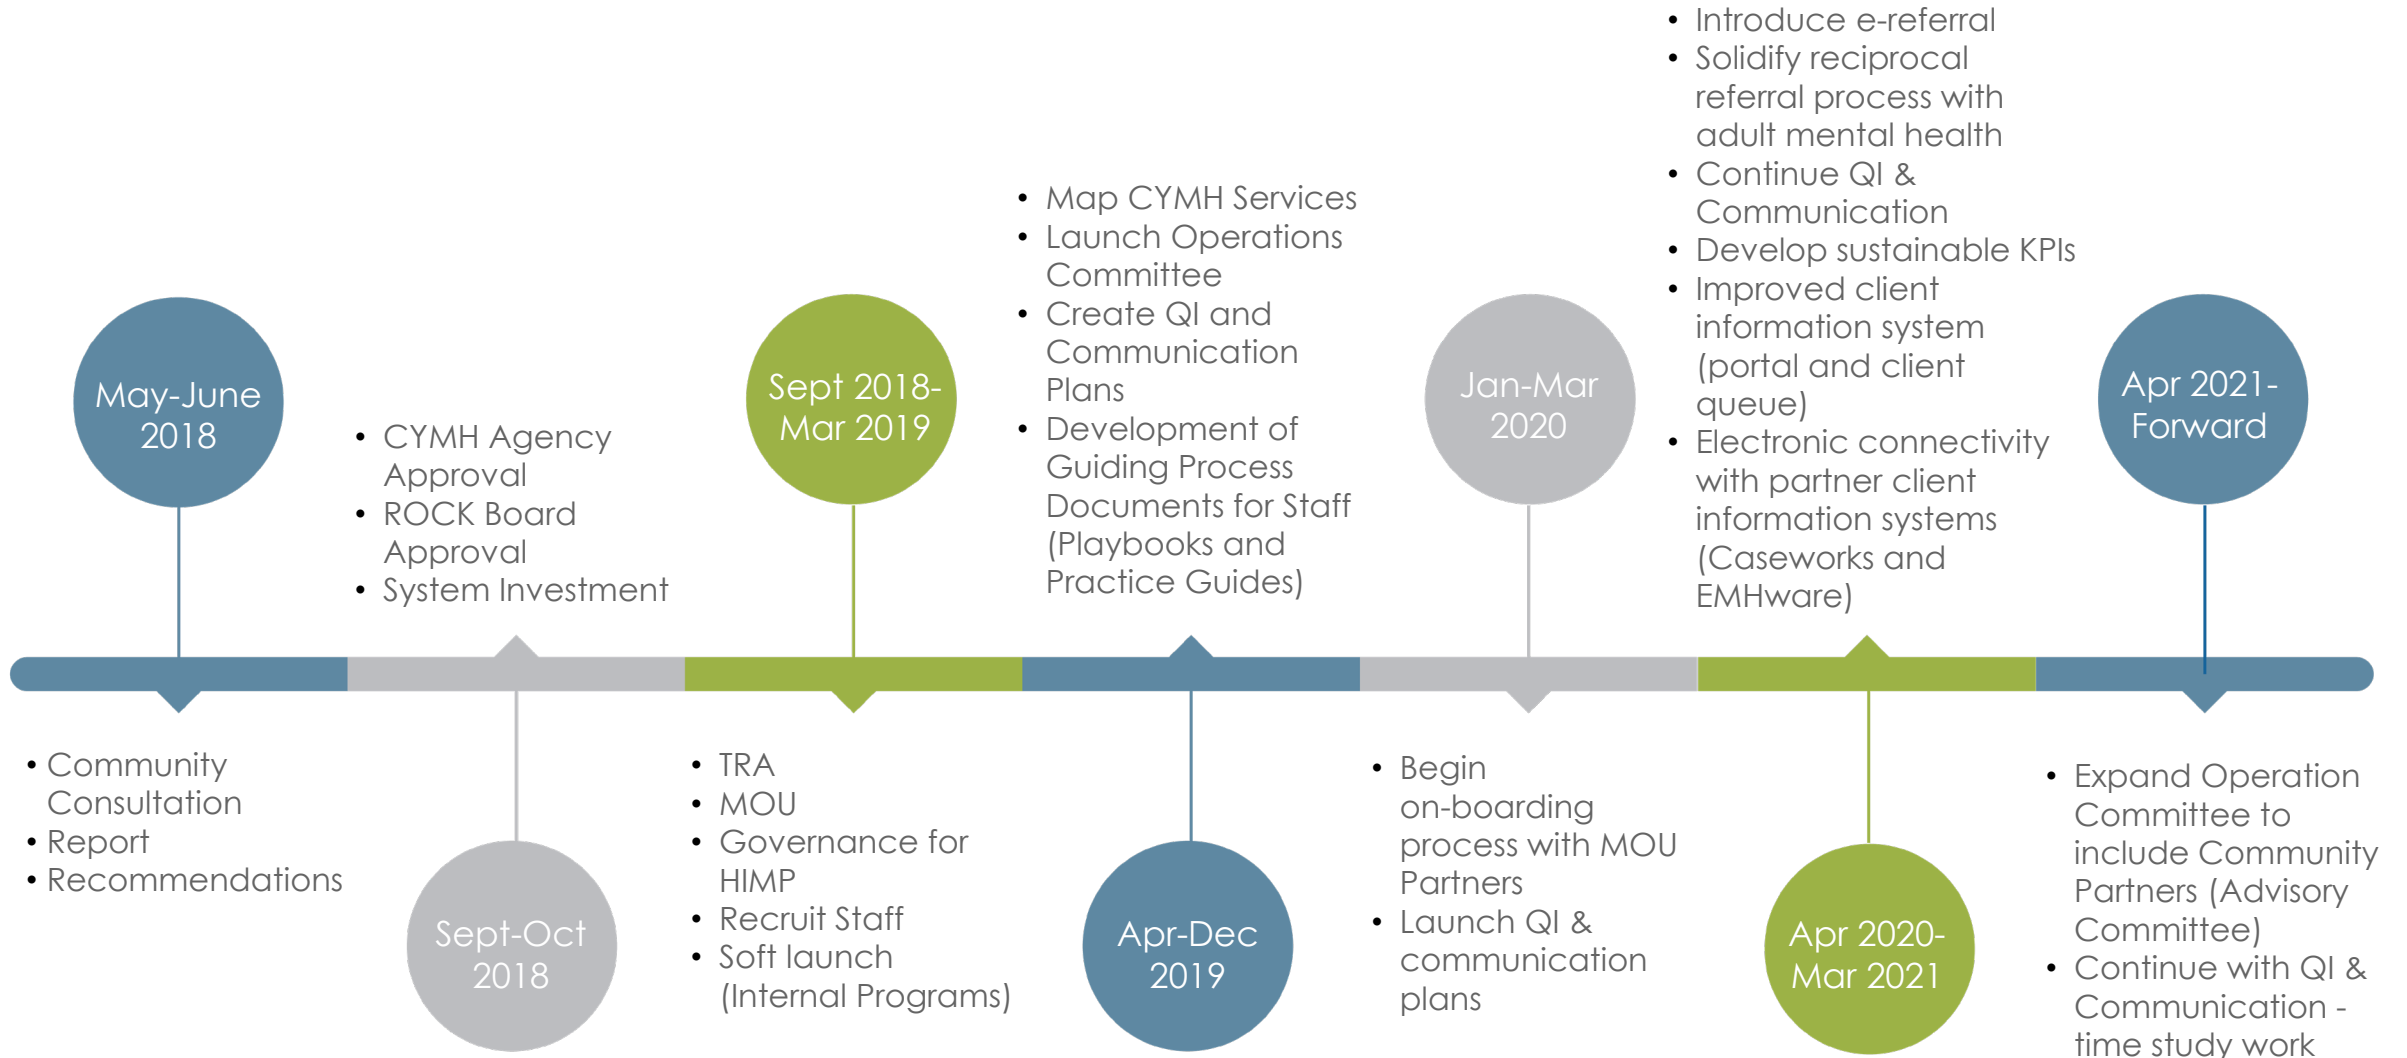 May-June
2018
• Community
Consultation
• Report
• Recommendations
• CYMH Agency
Approval
• ROCK Board
Approval
• System Investment
Sept-Oct
2018
Sept 2018-
Mar 2019
• TRA
• MOU
• Governance for
HIMP
• Recruit Staff
• Soft launch
(Internal Programs)
• Map CYMH Services
• Launch Operations
Committee
• Create QI and
Communication
Plans
• Development of
Guiding Process
Documents for Staff
(Playbooks and
Practice Guides)
Apr-Dec
2019
Jan-Mar
2020
• Begin
on-boarding
process with MOU
Partners
• Launch QI &
communication
plans
• Introduce e-referral
• Solidify reciprocal
referral process with
adult mental health
• Continue QI &
Communication
• Develop sustainable KPIs
• Improved client
information system
(portal and client
queue)
• Electronic connectivity
with partner client
information systems
(Caseworks and
EMHware)
Apr 2020-
Mar 2021
Apr 2021-
Forward
• Expand Operation
Committee to
include Community
Partners (Advisory
Committee)
• Continue with QI &
Communication -
time study work